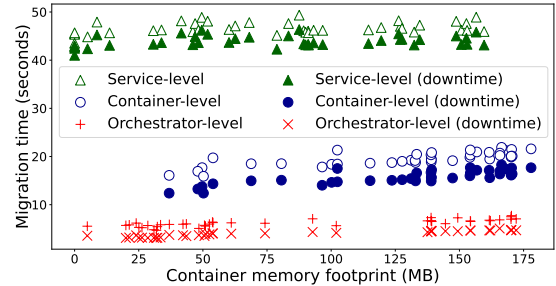 50
40
30
20
10
Migration time (seconds)
Service-level
Service-level (downtime)
Container-level
Container-level (downtime)
Orchestrator-level
Orchestrator-level (downtime)
0 25 50 75 100 125 150 175
Container memory footprint (MB)